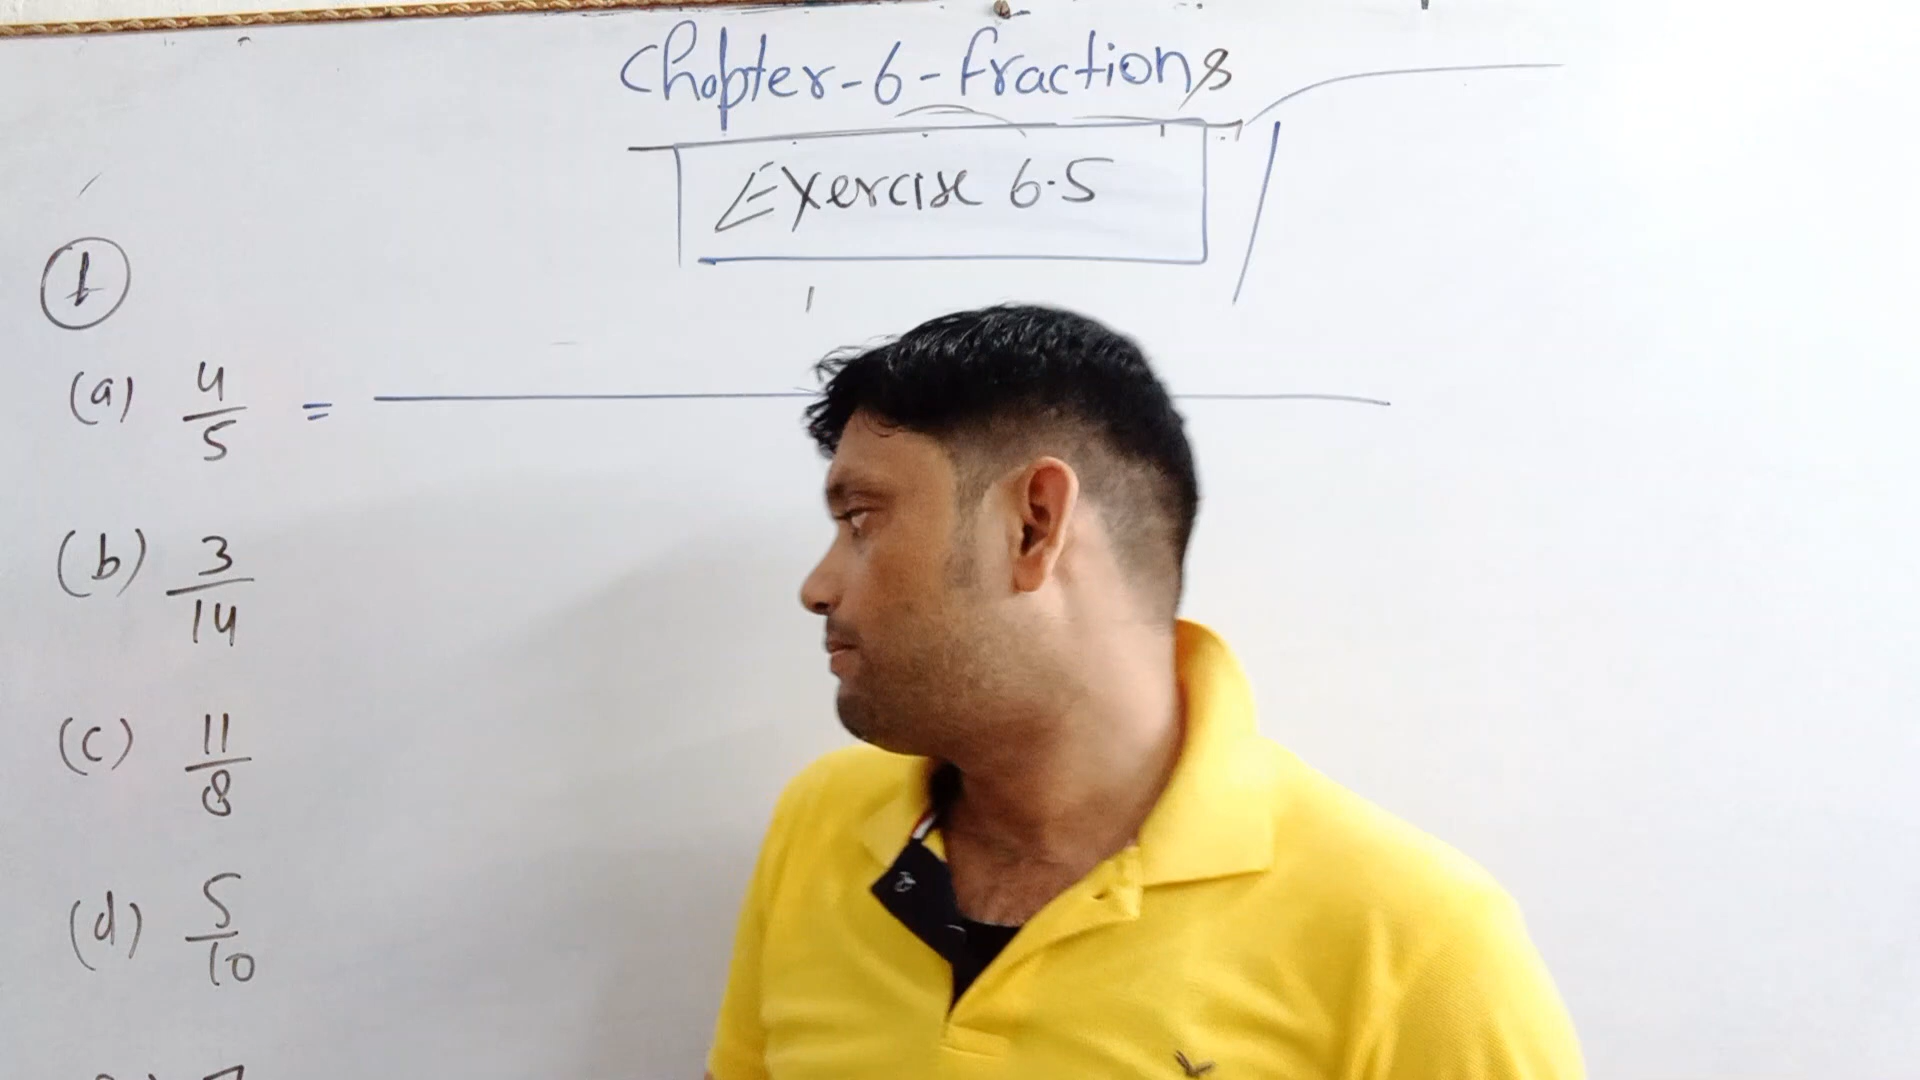 Chapter-6-fractions
Exercise 6.5
1
(a) 4/5 =
(b) 3/14
(c) 11/8
(d) 5/10